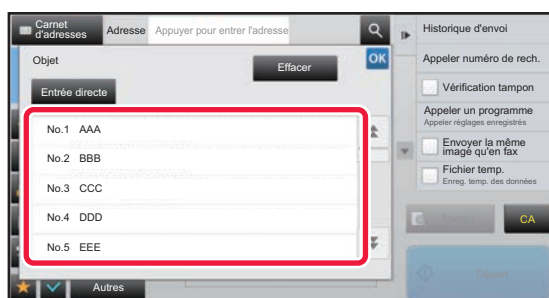 Carnet
d'adresses
Adresse
Appuyer pour entrer l'adresse
Historique d'envoi
Objet
Effacer
OK
Appeler numéro de rech.
Entrée directe
Vérification tampon
Appeler un programme
Appeler réglages enregistrés
No.1 AAA
Envoyer la même
image qu'en fax
No.2 BBB
Fichier temp.
Enreg. temp. des données
No.3 CCC
No.4 DDD
CA
No.5 EEE
Autres